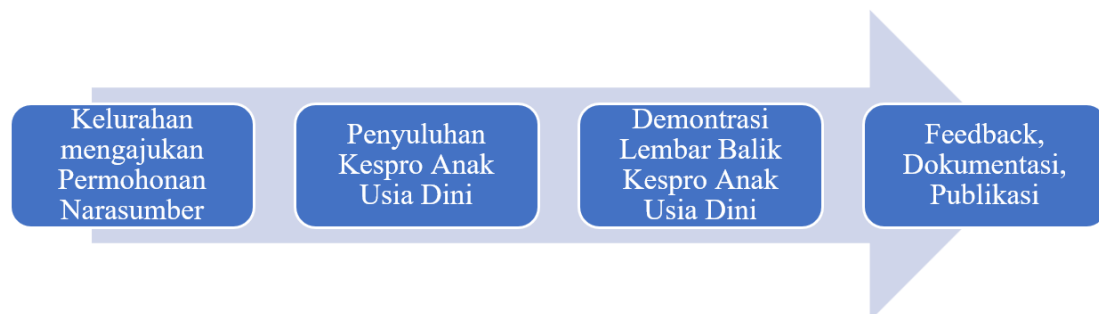 Kelurahan
mengajukan
Permohonan
Narasumber
Penyuluhan
Kespro Anak
Usia Dini
Demontrasi
Lembar Balik
Kespro Anak
Usia Dini
Feedback,
Dokumentasi,
Publikasi